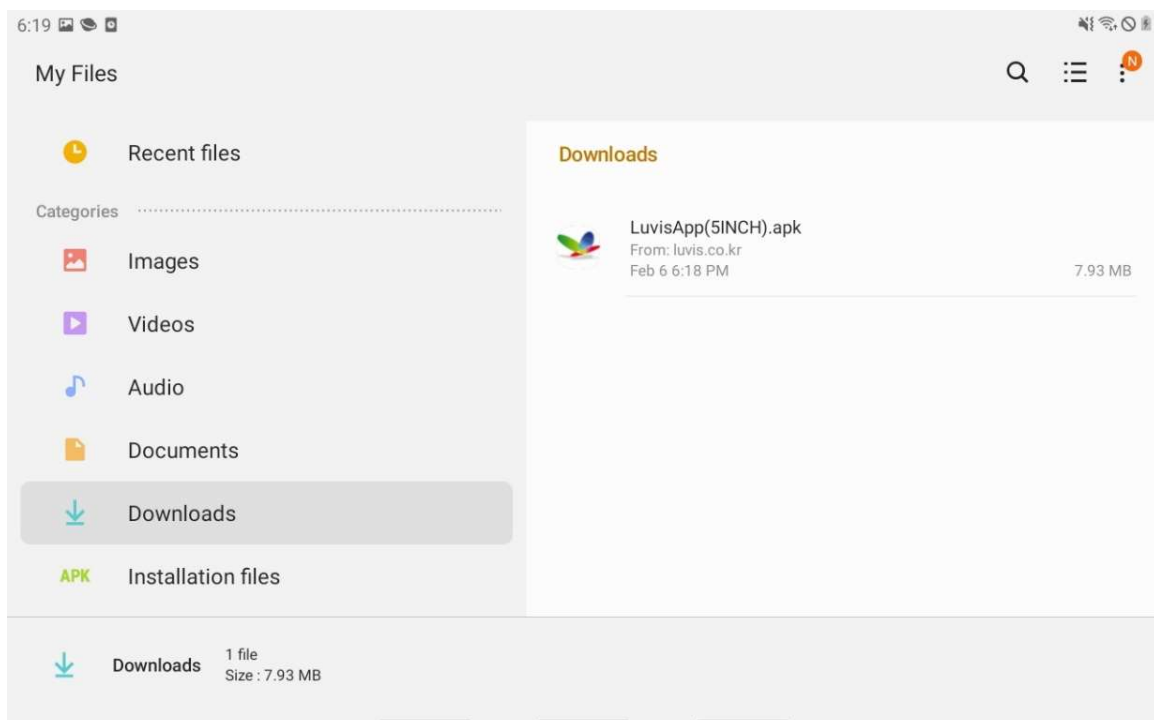 6:19
My Files
N
Recent files
Categories
Images
Videos
Audio
Documents
Downloads
APK Installation files
Downloads
LuvisApp(5INCH).apk
From: luvis.co.kr
Feb 6 6:18 PM 7.93 MB
Downloads
1 file
Size : 7.93 MB